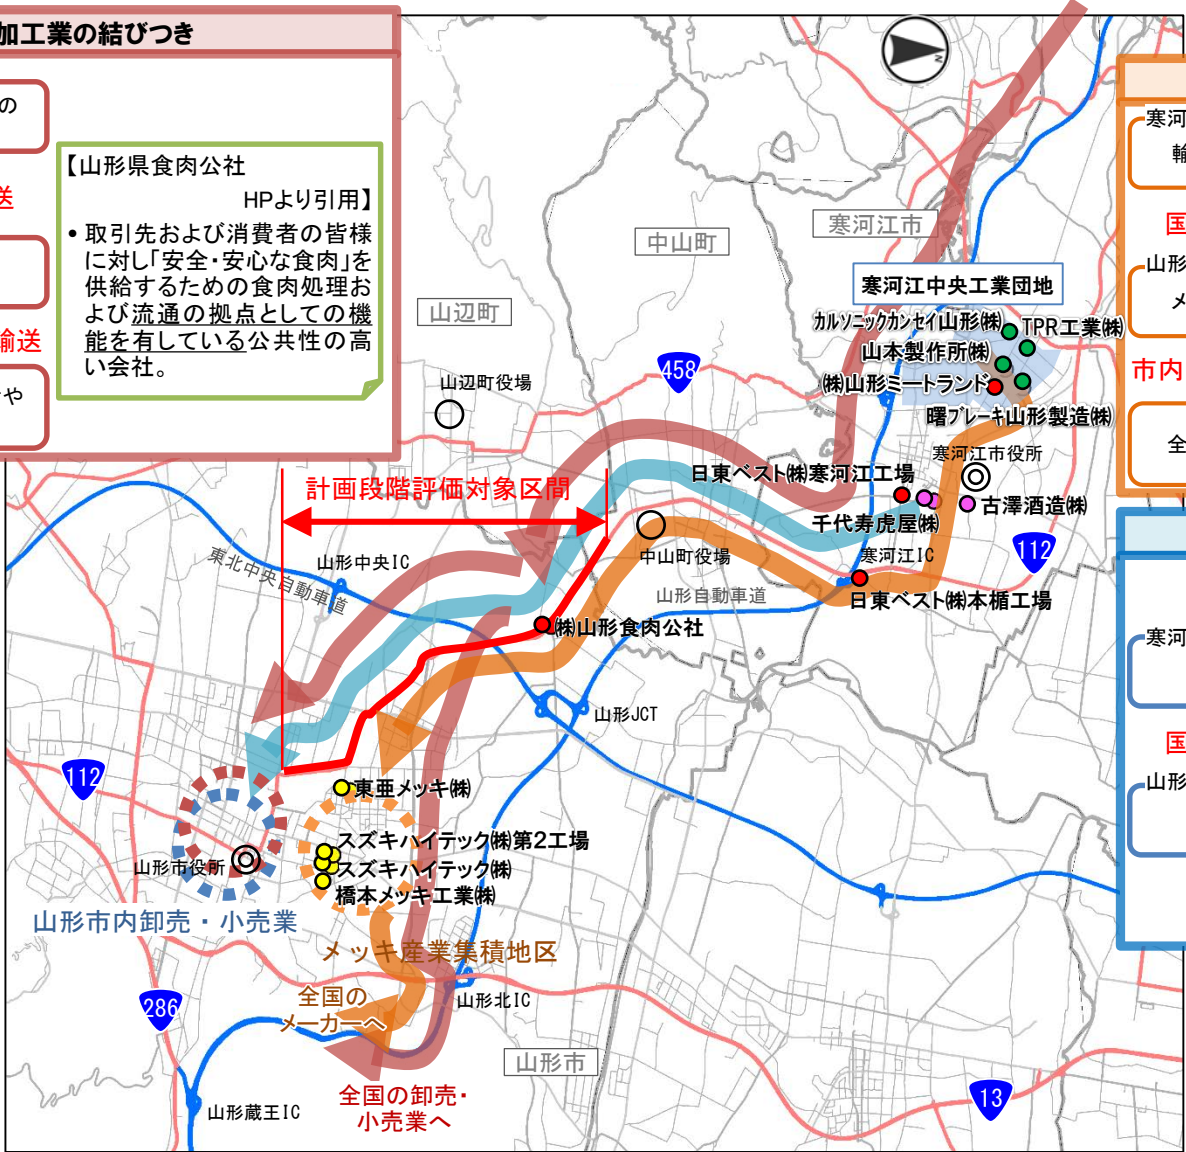 加工業の結びつき
の
送
輸送
や
【山形県食肉公社
HPより引用】
• 取引先および消費者の皆様
に対し「安全・安心な食肉」を
供給するための食肉処理お
よび流通の拠点としての機
能を有している公共性の高
い会社。
N
寒河
輸
国
山形
メ
市内
全
寒河
国
山形
寒河江市
中山町
山辺町
寒河江中央工業団地
カルソニックカンセイ山形㈱
TPR工業㈱
山本製作所㈱
㈱山形ミートランド
曙ブレーキ山形製造㈱
458
山辺町役場
寒河江市役所
日東ベスト㈱寒河江工場
古澤酒造㈱
千代寿虎屋㈱
112
計画段階評価対象区間
中山町役場
寒河江IC
山形中央IC
東北中央自動車道
山形自動車道
日東ベスト㈱本楯工場
㈱山形食肉公社
山形JCT
112
東亜メッキ㈱
スズキハイテック㈱第2工場
スズキハイテック㈱
橋本メッキ工業㈱
山形市役所
山形市内卸売・小売業
メッキ産業集積地区
全国の
メーカーへ
山形北IC
286
山形市
全国の卸売・
小売業へ
山形蔵王IC
13